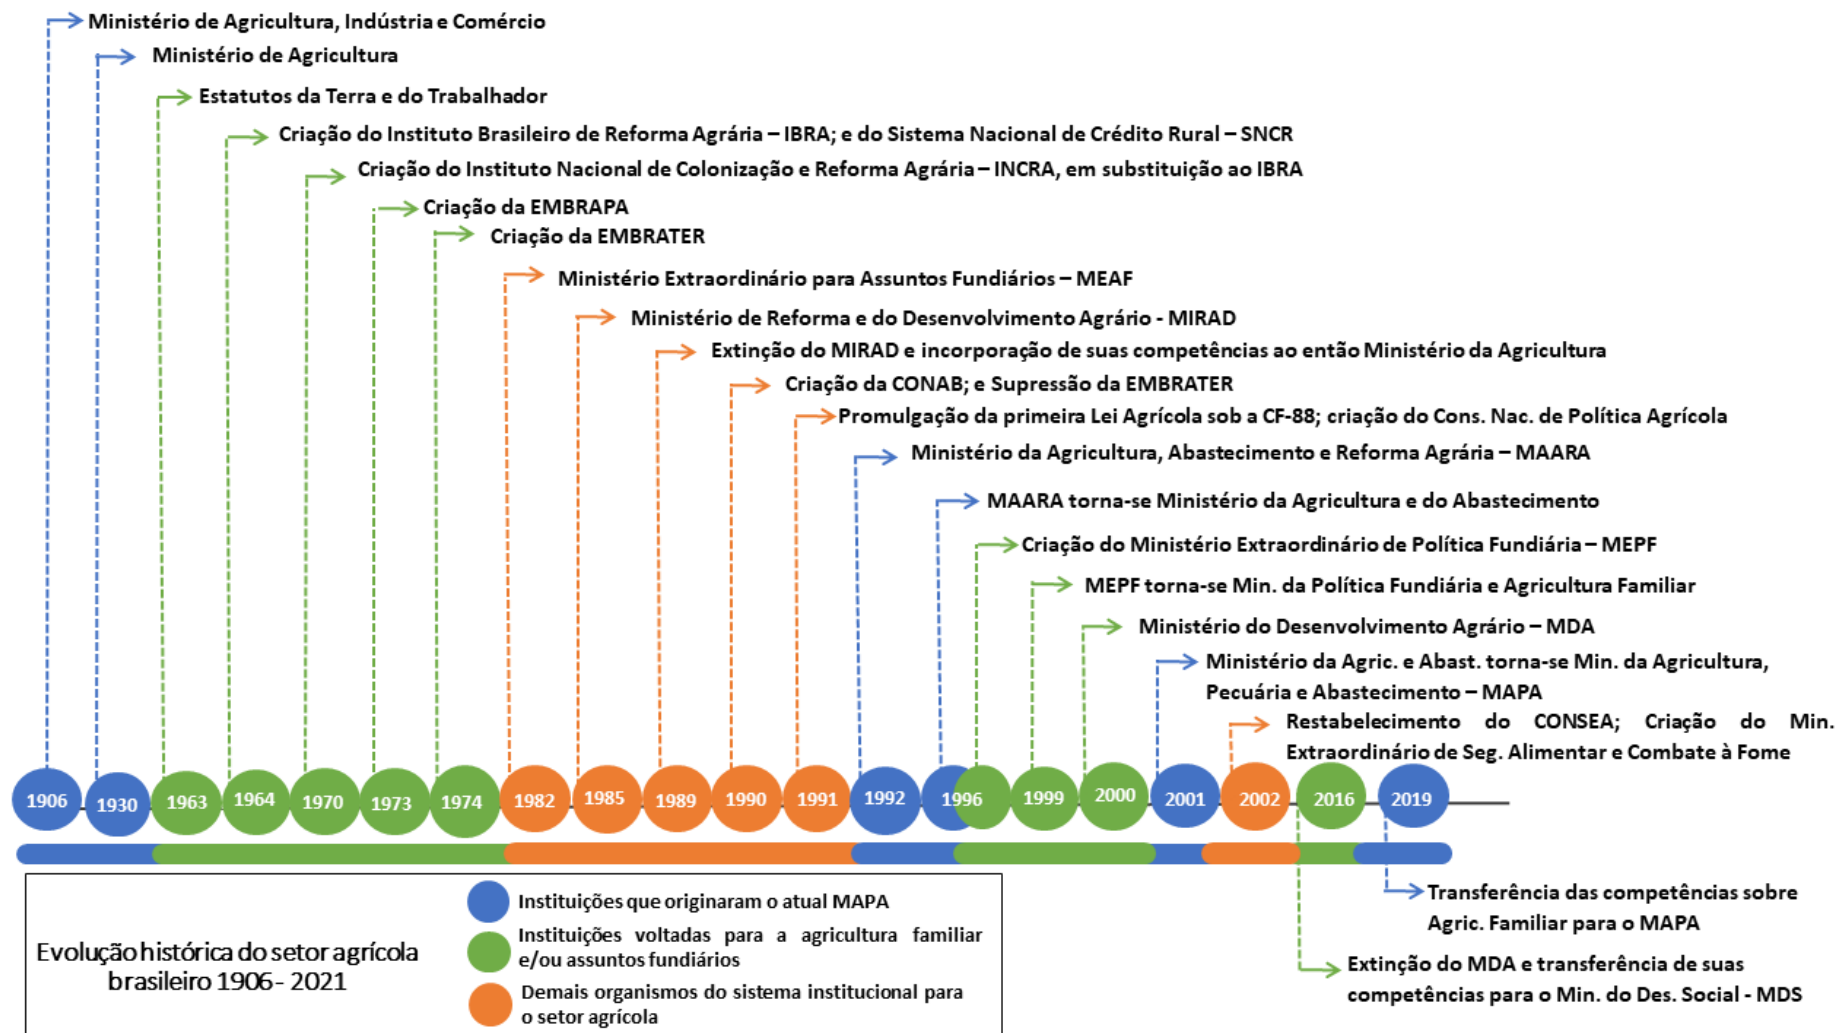 Ministério de Agricultura, Indústria e Comércio
Ministério de Agricultura
Estatutos da Terra e do Trabalhador
Criação do Instituto Brasileiro de Reforma Agrária – IBRA; e do Sistema Nacional de Crédito Rural – SNCR
Criação do Instituto Nacional de Colonização e Reforma Agrária – INCRA, em substituição ao IBRA
Criação da EMBRAPA
Criação da EMBRATER
Ministério Extraordinário para Assuntos Fundiários – MEAF
Ministério de Reforma e do Desenvolvimento Agrário - MIRAD
Extinção do MIRAD e incorporação de suas competências ao então Ministério da Agricultura
Criação da CONAB; e Supressão da EMBRATER
Promulgação da primeira Lei Agrícola sob a CF-88; criação do Cons. Nac. de Política Agrícola
Ministério da Agricultura, Abastecimento e Reforma Agrária – MAARA
MAARA torna-se Ministério da Agricultura e do Abastecimento
Criação do Ministério Extraordinário de Política Fundiária – MEPF
MEPF torna-se Min. da Política Fundiária e Agricultura Familiar
Ministério do Desenvolvimento Agrário – MDA
Ministério da Agric. e Abast. torna-se Min. da Agricultura,
Pecuária e Abastecimento – MAPA
Restabelecimento do CONSEA; Criação do Min.
Extraordinário de Seg. Alimentar e Combate à Fome
1906 1930 1963 1964 1970 1973 1974 1982 1985 1989 1990 1991 1992 1996 1999 2000 2001 2002 2016 2019
Transferência das competências sobre
Agric. Familiar para o MAPA
Extinção do MDA e transferência de suas
competências para o Min. do Des. Social - MDS
Evolução histórica do setor agrícola
brasileiro 1906 - 2021
Instituições que originaram o atual MAPA
Instituições voltadas para a agricultura familiar
e/ou assuntos fundiários
Demais organismos do sistema institucional para
o setor agrícola